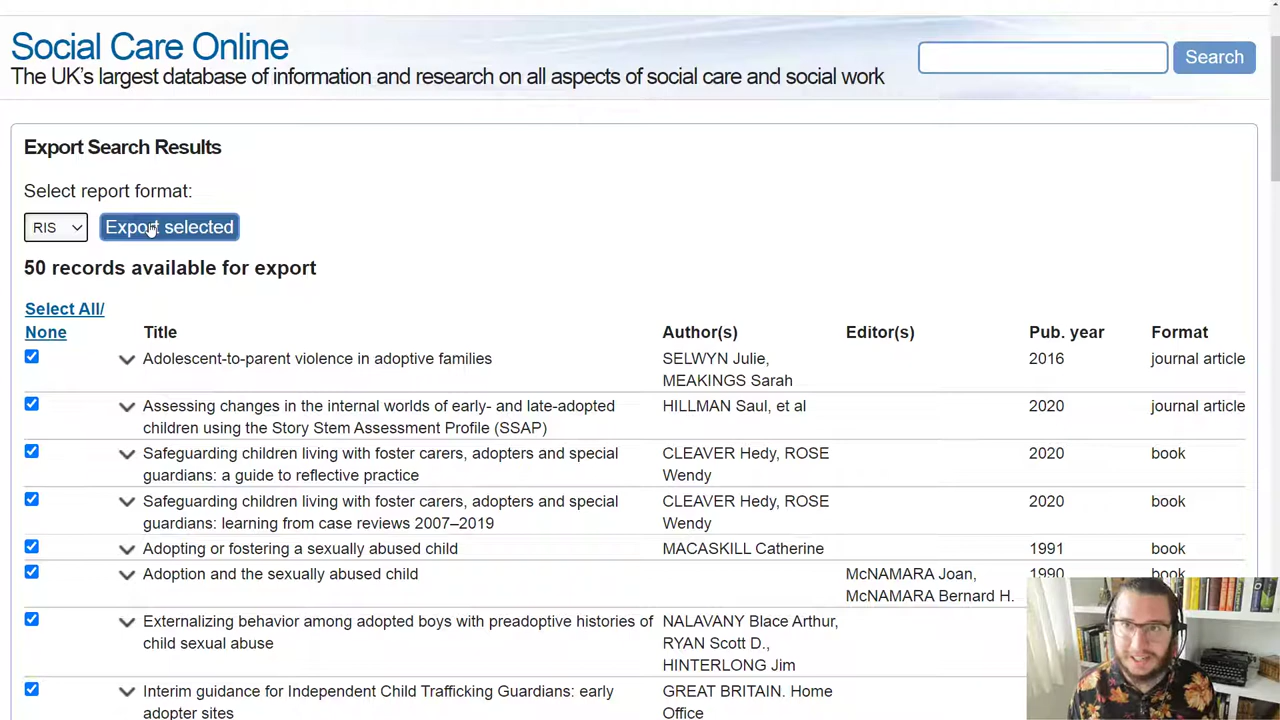 Social Care Online
The UK's largest database of information and research on all aspects of social care and social work
Search
Export Search Results
Select report format:
RIS
Export selected
50 records available for export
Select All/
None
Title Author(s) Editor(s) Pub. year Format
Adolescent-to-parent violence in adoptive families SELWYN Julie, 2016 journal article
MEAKINGS Sarah
Assessing changes in the internal worlds of early- and late-adopted HILLMAN Saul, et al 2020 journal article
children using the Story Stem Assessment Profile (SSAP)
Safeguarding children living with foster carers, adopters and special CLEAVER Hedy, ROSE 2020 book
guardians: a guide to reflective practice Wendy
Safeguarding children living with foster carers, adopters and special CLEAVER Hedy, ROSE 2020 book
guardians: learning from case reviews 2007–2019 Wendy
Adopting or fostering a sexually abused child MACASKILL Catherine 1991 book
Adoption and the sexually abused child McNAMARA Joan, 1990 book
McNAMARA Bernard H.
Externalizing behavior among adopted boys with preadoptive histories of NALAVANY Blace Arthur,
child sexual abuse RYAN Scott D.,
HINTERLONG Jim
Interim guidance for Independent Child Trafficking Guardians: early GREAT BRITAIN. Home
adopter sites Office